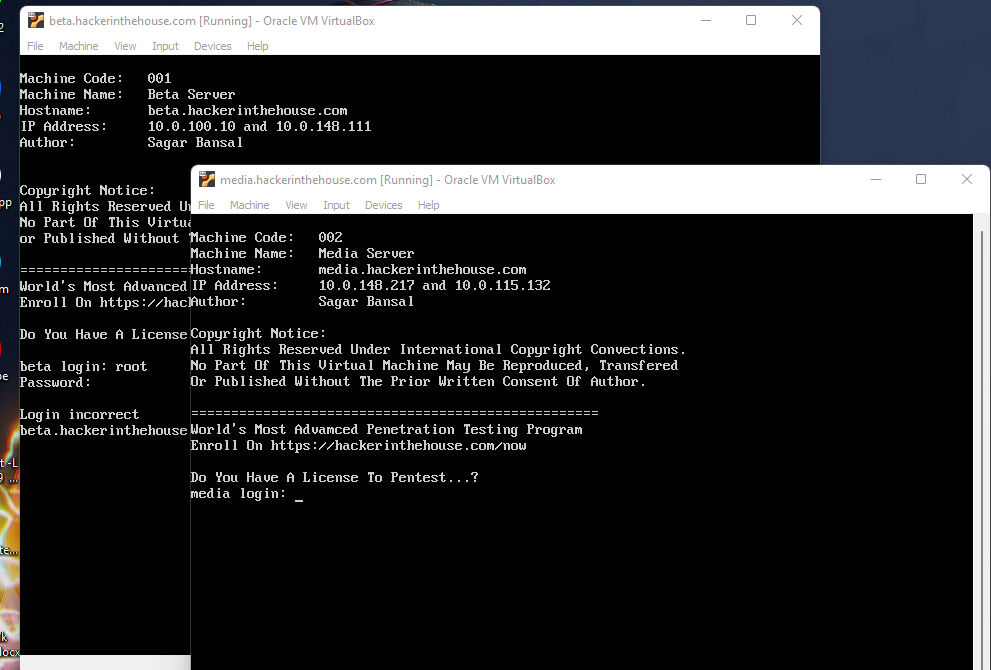 beta.hackerinthehouse.com [Running] - Oracle VM VirtualBox
File Machine View Input Devices Help
Machine Code: 001
Machine Name: Beta Server
Hostname: beta.hackerinthehouse.com
IP Address: 10.0.100.10 and 10.0.148.111
Author: Sagar Bansal
Copyright Notice:
All Rights Reserved
No Part Of This
or Published Without
=====================
World's Most Advanced
Enroll On
Do You Have A License
beta login: root
Password:
Login incorrect
beta.hackerinthehouse
media.hackerinthehouse.com [Running] - Oracle VM VirtualBox
File Machine View Input Devices Help
Machine Code: 002
Machine Name: Media Server
Hostname: media.hackerinthehouse.com
IP Address: 10.0.148.217 and 10.0.115.132
Author: Sagar Bansal
Copyright Notice:
All Rights Reserved Under International Copyright Convections.
No Part Of This Virtual Machine May Be Reproduced, Transfered
Or Published Without The Prior Written Consent Of Author.
===================================================
World's Most Advamced Penetration Testing Program
Enroll On https://hackerinthehouse.com/now
Do You Have A License To Pentest...?
media login: _